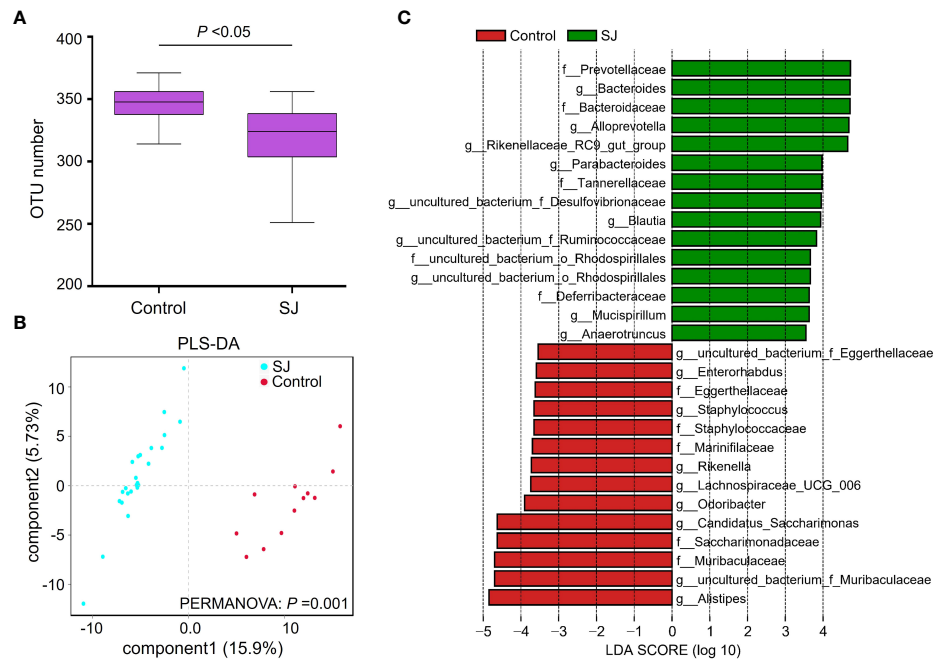 A
P <0.05
400
350
300
250
200
OTU number
Control
SJ
B
PLS-DA
SJ
Control
10
5
0
-5
-10
component2 (5.73%)
PERMANOVA: P =0.001
-10
0.0
10
component1 (15.9%)
C
Control
SJ
f__Prevotellaceae
g__Bacteroides
f__Bacteroidaceae
g__Alloprevotella
g__Rikenellaceae_RC9_gut_group
g__Parabacteroides
f__Tannerellaceae
g__uncultured_bacterium_f_Desulfovibrionaceae
g__Blautia
g__uncultured_bacterium_f_Ruminococcaceae
f__uncultured_bacterium_o_Rhodospirillales
g__uncultured_bacterium_o_Rhodospirillales
f__Deferribacteraceae
g__Mucispirillum
g__Anaerotruncus
g__uncultured_bacterium_f_Eggerthellaceae
g__Enterorhabdus
f__Eggerthellaceae
g__Staphylococcus
f__Staphylococcaceae
f__Marinifilaceae
g__Rikenella
g__Lachnospiraceae_UCG_006
g__Odoribacter
g__Candidatus_Saccharimonas
f__Saccharimonadaceae
f__Muribaculaceae
g__uncultured_bacterium_f_Muribaculaceae
g__Alistipes
−5 −4 −3 −2 −1 0 1 2 3 4
LDA SCORE (log 10)